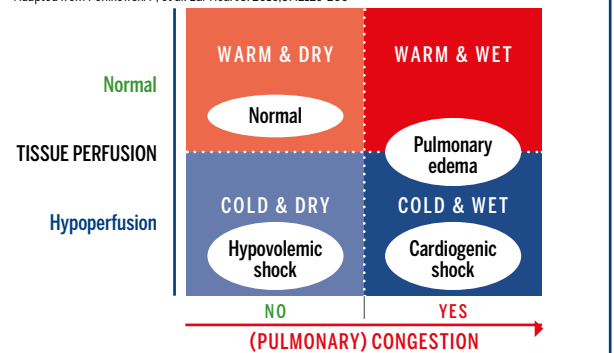 WARM & DRY
WARM & WET
Normal
Normal
Pulmonary
edema
TISSUE PERFUSION
COLD & DRY
COLD & WET
Hypoperfusion
Hypovolemic
shock
Cardiogenic
shock
NO
YES
(PULMONARY) CONGESTION